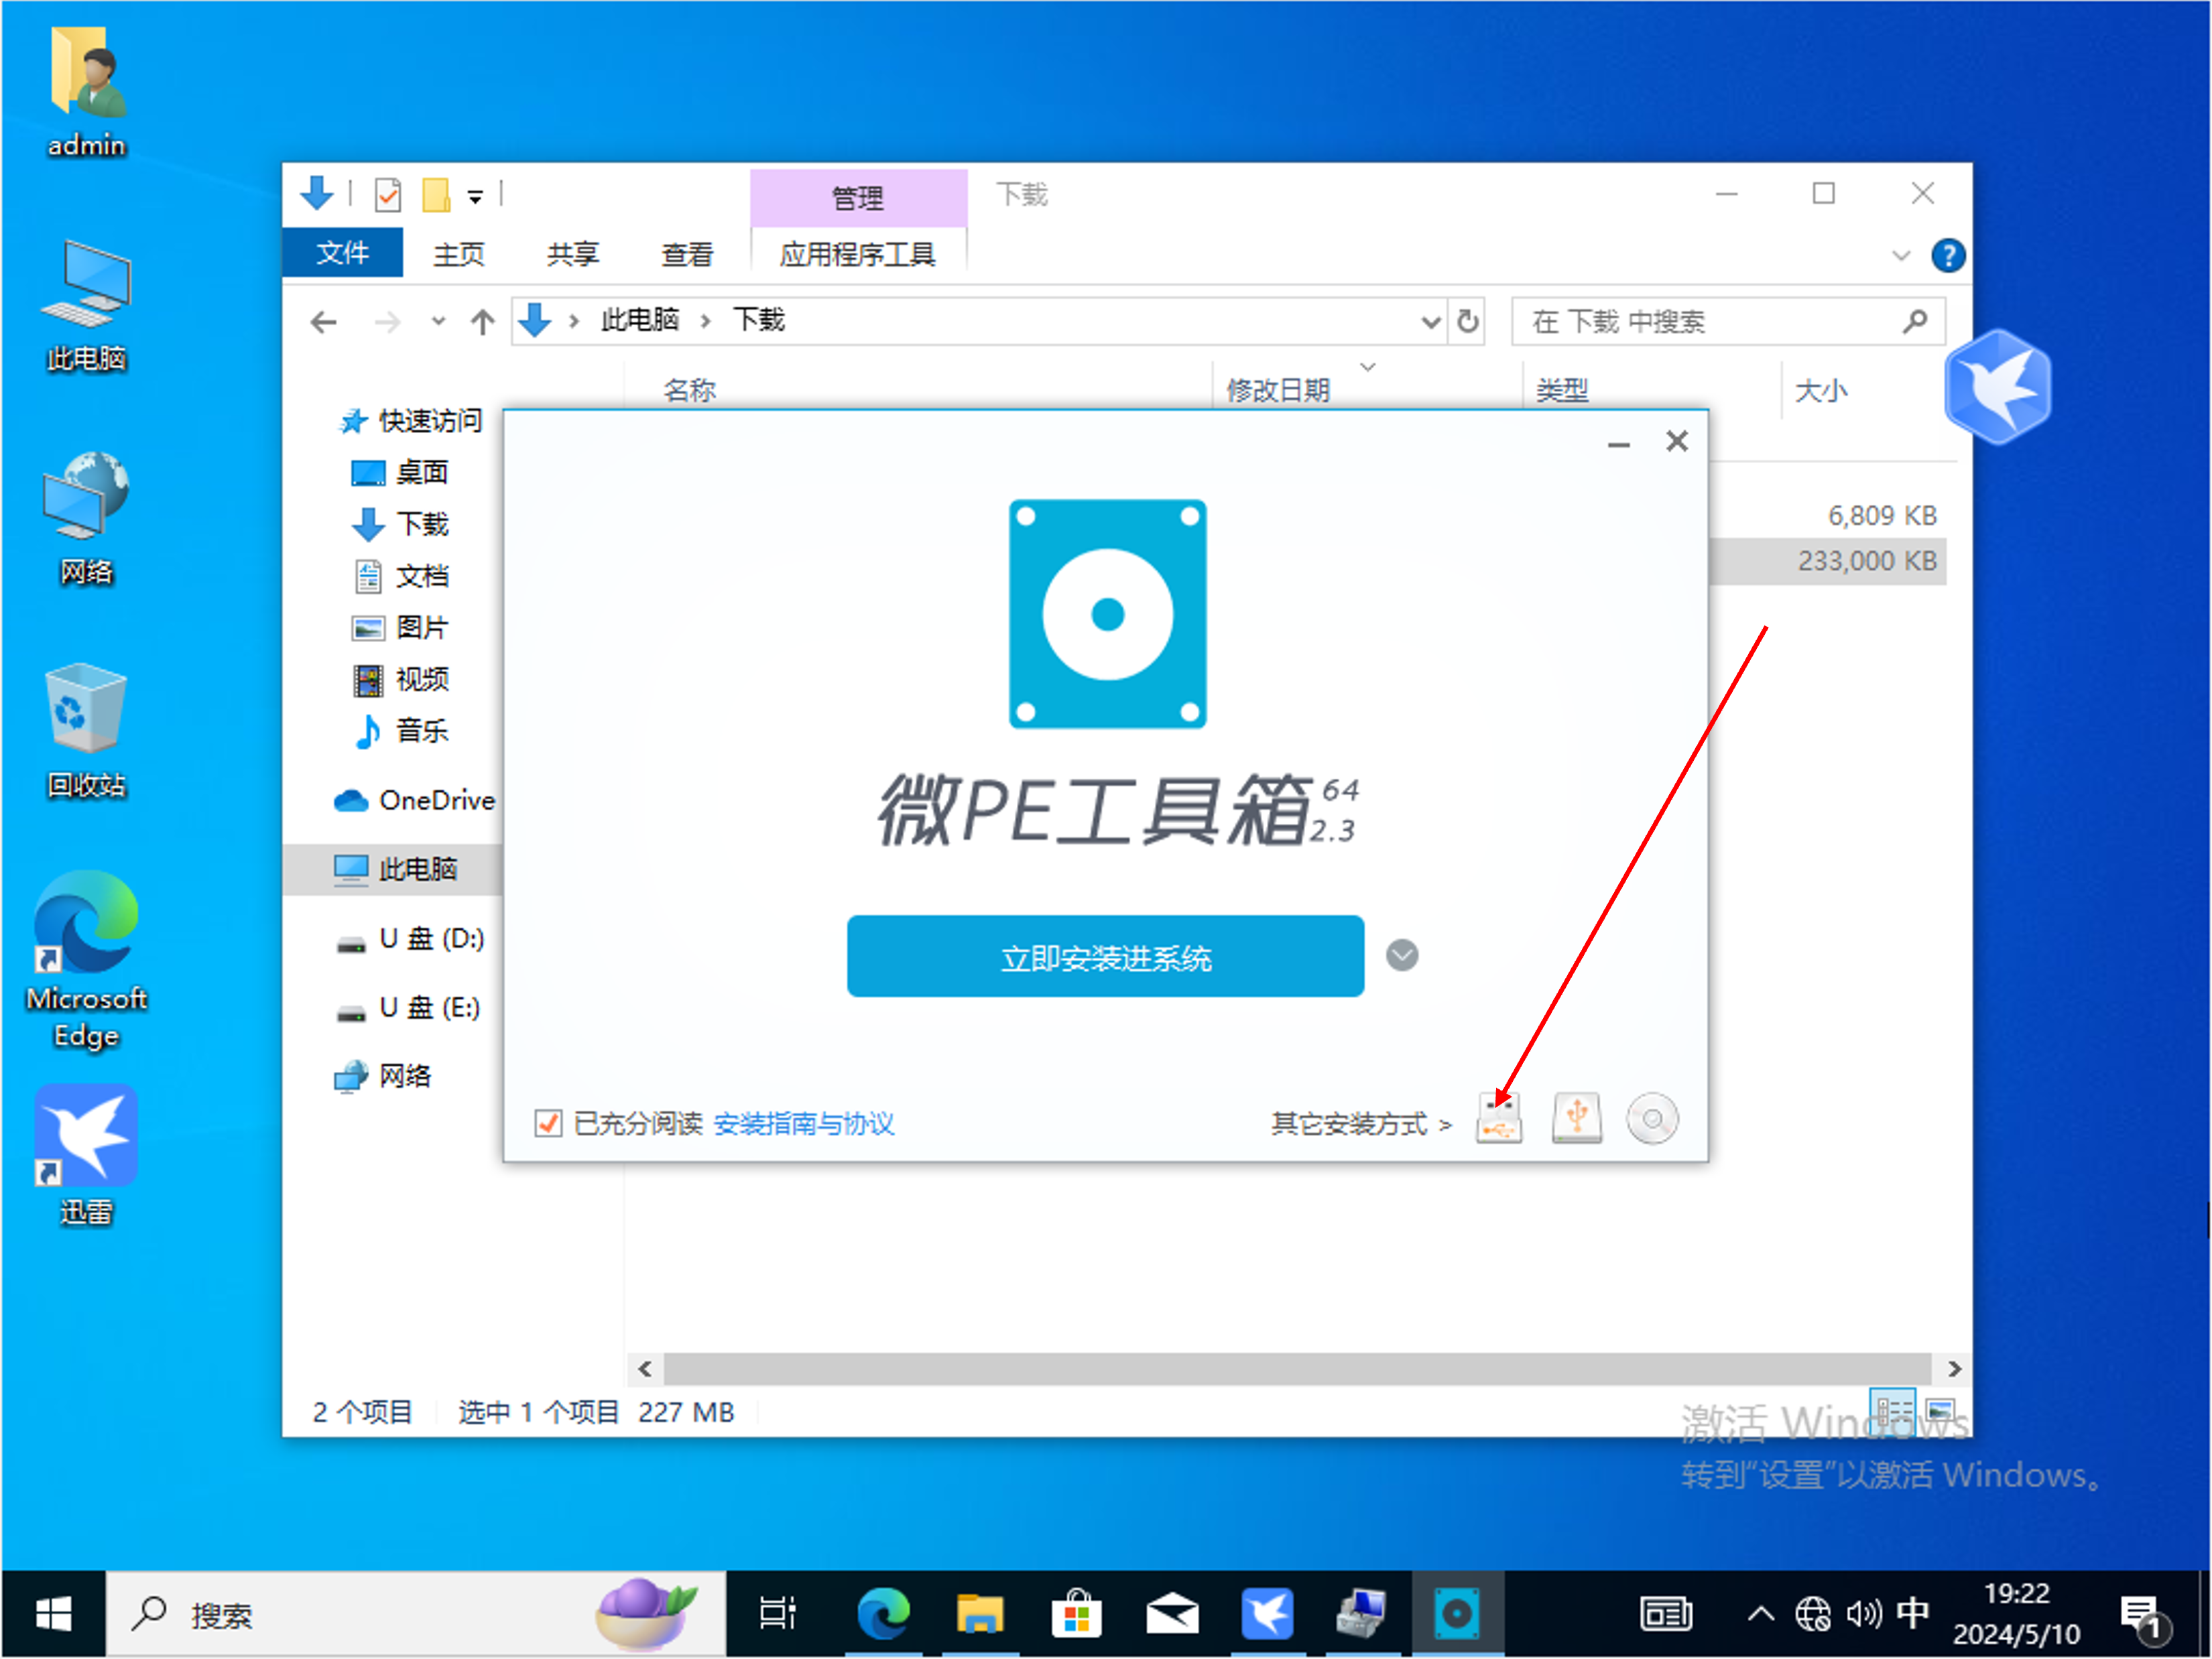 admin
此电脑
网络
回收站
Microsoft
Edge
迅雷
管理
下载
文件
主页
共享
查看
应用程序工具
此电脑
下载
在 下载 中搜索
名称
修改日期
类型
大小
快速访问
桌面
下载
文档
图片
视频
音乐
OneDrive
此电脑
U 盘 (D:)
U 盘 (E:)
网络
6,809 KB
233,000 KB
微PE工具箱
64
2.3
立即安装进系统
已充分阅读 安装指南与协议
其它安装方式 >
2 个项目
选中 1 个项目 227 MB
激活 Windows
转到“设置”以激活 Windows。
搜索
中
19:22
2024/5/10
1